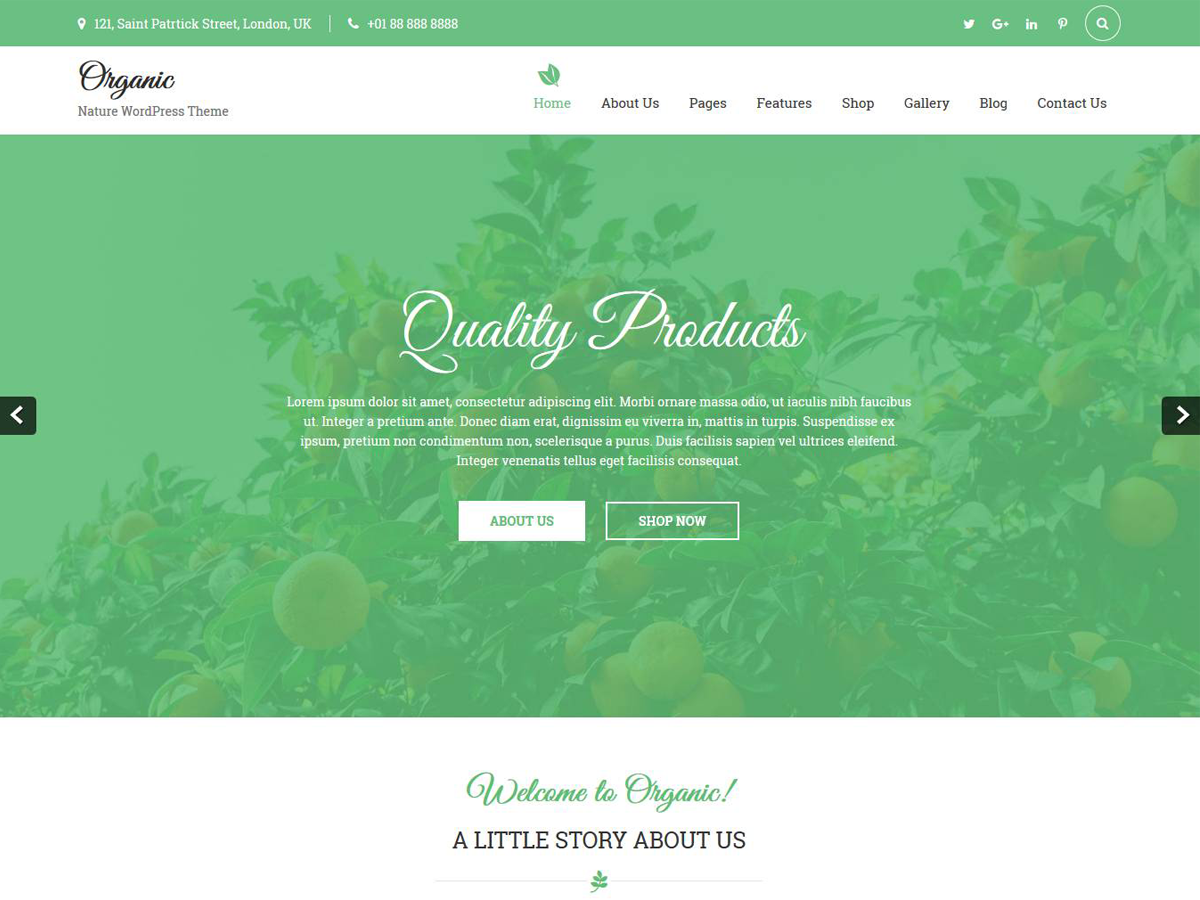 121, Saint Patrtick Street, London, UK
+01 88 888 8888
Organic
Nature WordPress Theme
Home
About Us
Pages
Features
Shop
Gallery
Blog
Contact Us
Quality Products
Lorem ipsum dolor sit amet, consectetur adipiscing elit. Morbi ornare massa odio, ut iaculis nibh faucibus
ut. Integer a pretium ante. Donec diam erat, dignissim eu viverra in, mattis in turpis. Suspendisse ex
ipsum, pretium non condimentum non, scelerisque a purus. Duis facilisis sapien vel ultrices eleifend.
Integer venenatis tellus eget facilisis consequat.
ABOUT US
SHOP NOW
Welcome to Organic!
A LITTLE STORY ABOUT US